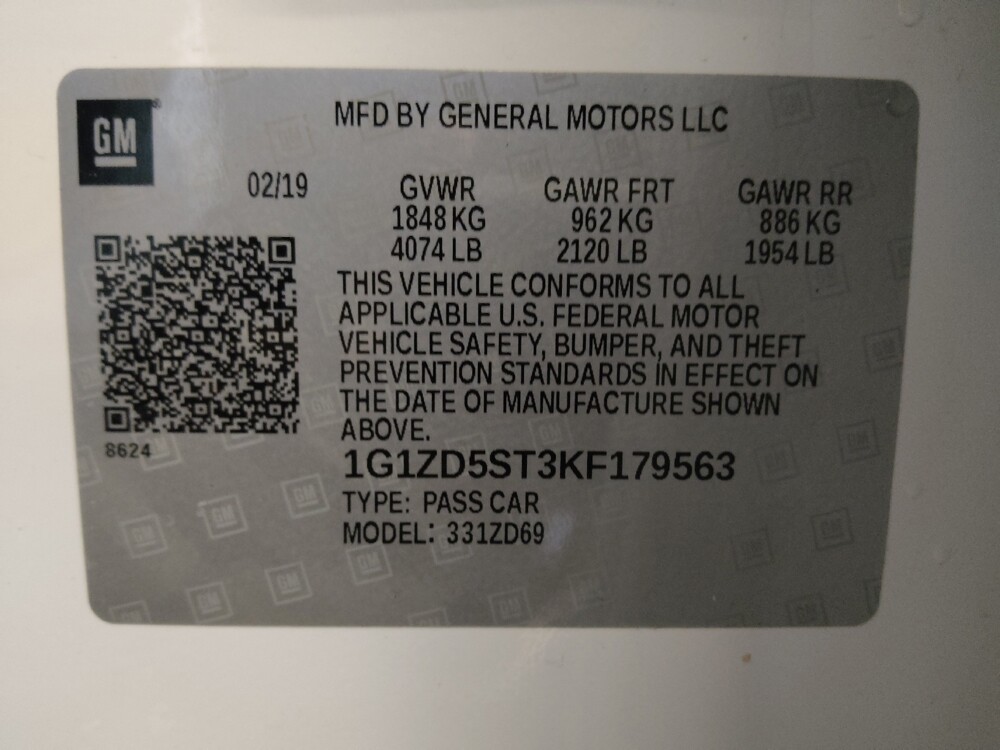 GM
MFD BY GENERAL MOTORS LLC
02/19
GVWR GAWR FRT GAWR RR
1848 KG 962 KG 886 KG
4074 LB 2120 LB 1954 LB
THIS VEHICLE CONFORMS TO ALL
APPLICABLE U.S. FEDERAL MOTOR
VEHICLE SAFETY, BUMPER, AND THEFT
PREVENTION STANDARDS IN EFFECT ON
THE DATE OF MANUFACTURE SHOWN
ABOVE.
8624
1G1ZD5ST3KF179563
TYPE: PASS CAR
MODEL: 331ZD69